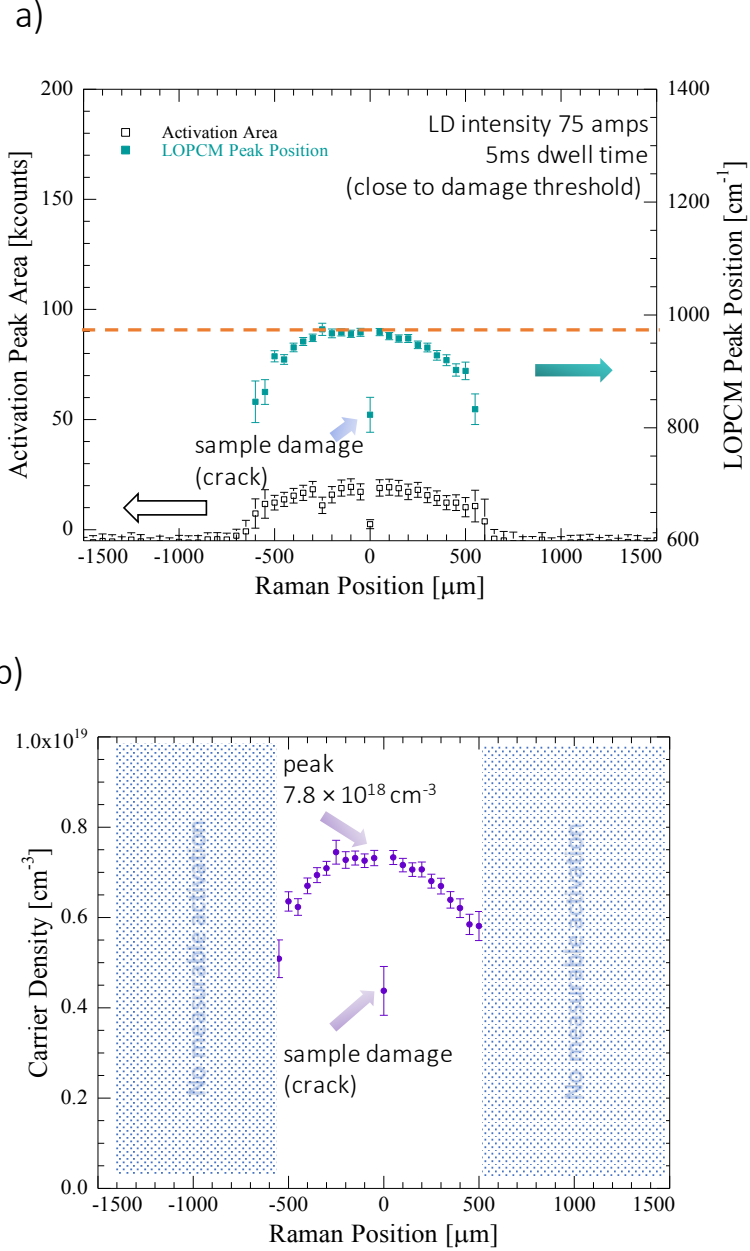 a)
200
150
100
50
0
Activation Peak Area [kcounts]
Activation Area
LOPCM Peak Position
LD intensity 75 amps
5ms dwell time
(close to damage threshold)
sample damage
(crack)
1400
1200
1000
800
600
LOPCM Peak Position [cm⁻¹]
-1500 -1000 -500 0 500 1000 1500
Raman Position [μm]
b)
1.0x10¹⁹
0.8
0.6
0.4
0.2
0.0
Carrier Density [cm⁻³]
No measurable activation
peak
7.8 × 10¹⁸ cm⁻³
sample damage
(crack)
No measurable activation
-1500 -1000 -500 0 500 1000 1500
Raman Position [μm]